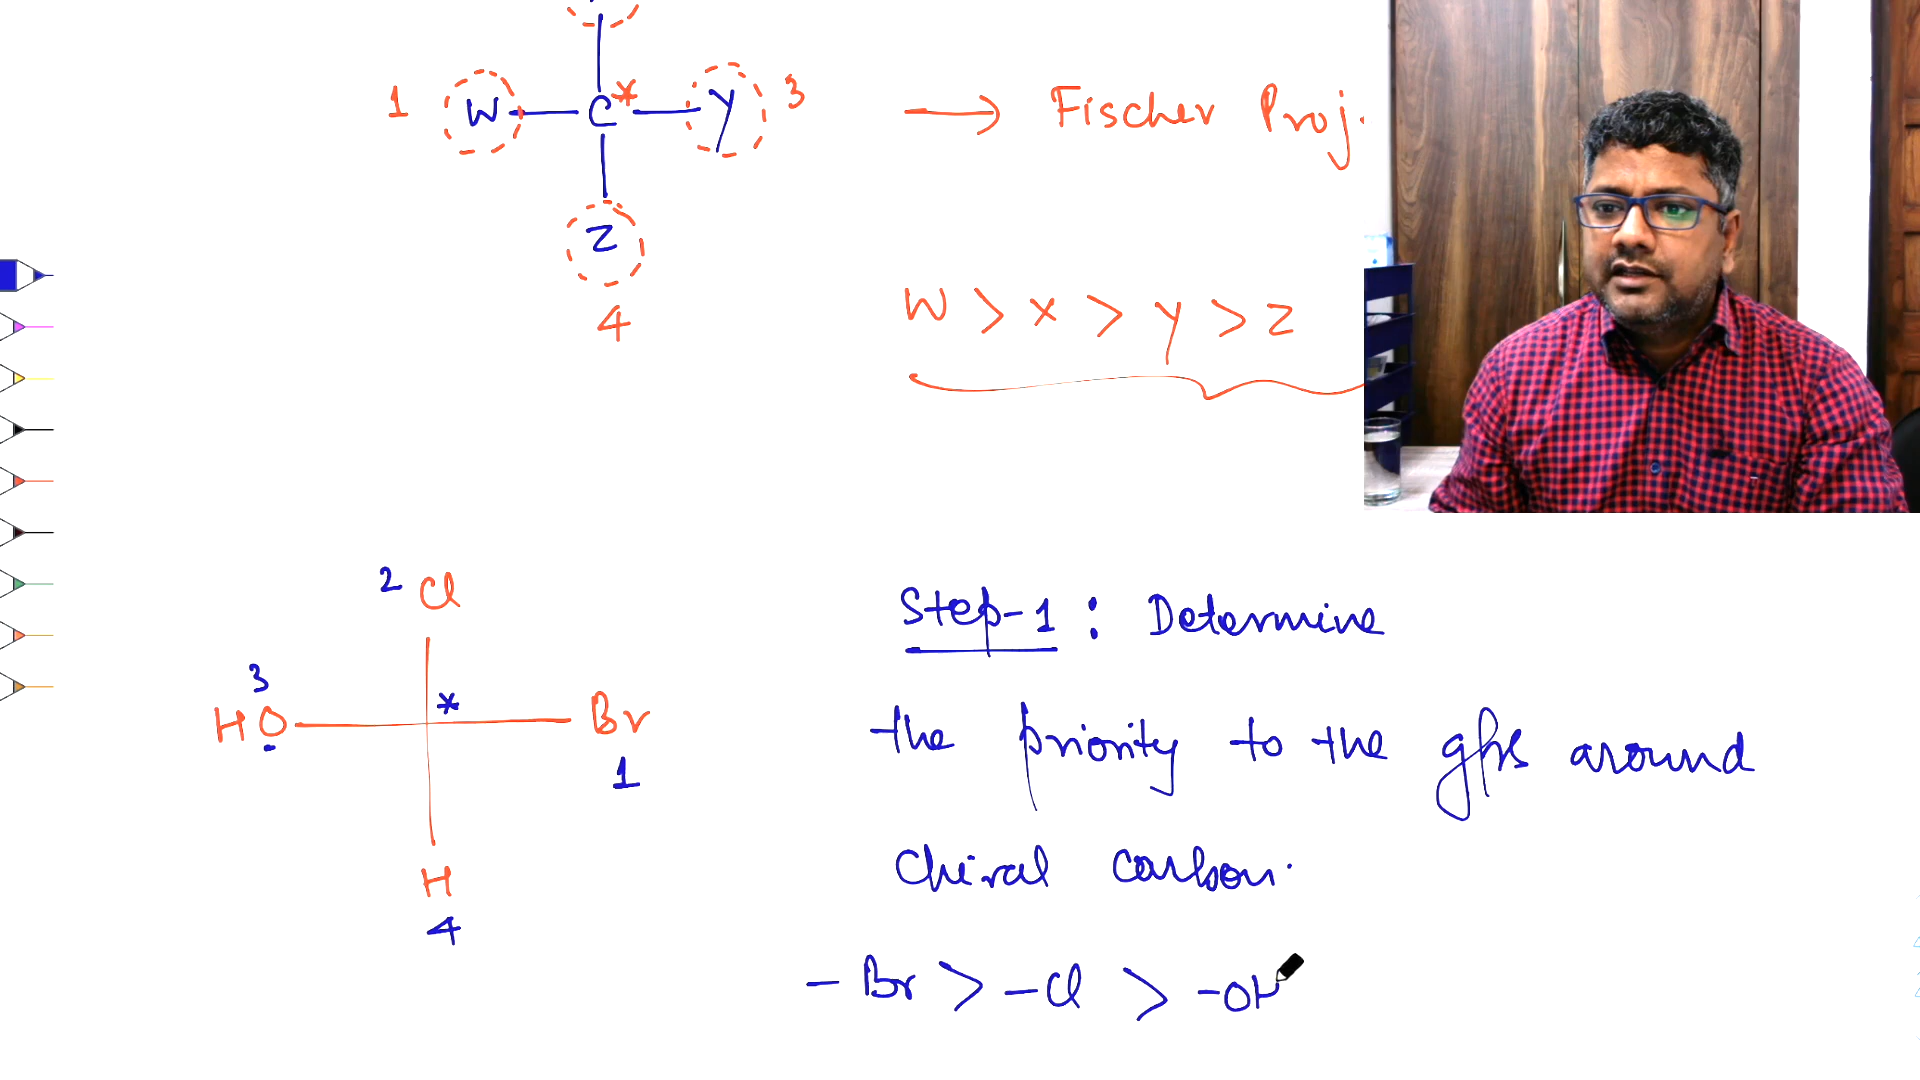 1 W C* Y 3 → Fischer Proj.
Z
4
W > X > Y > Z
2 Cl
Step-1 : Determine
3
HO * Br
1
the priority to the gps around
H
4
chiral carbon.
- Br > - Cl > - OH